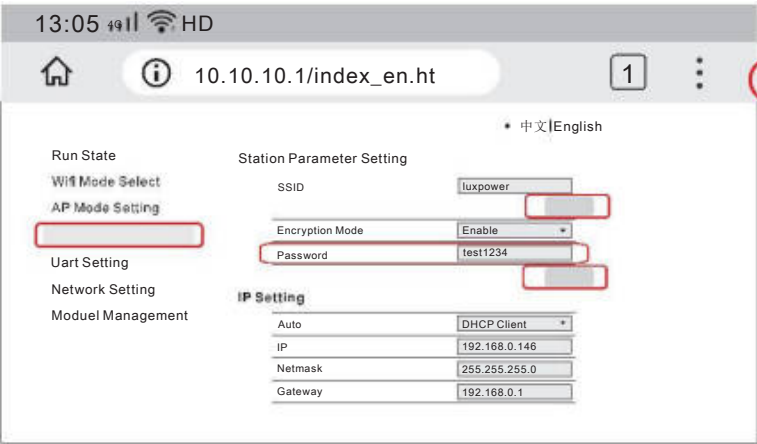 13:05 4G HD
10.10.10.1/index_en.ht 1
中文|English
Run State
Wifi Mode Select
AP Mode Setting
Uart Setting
Network Setting
Moduel Management
Station Parameter Setting
SSID luxpower
Encryption Mode Enable
Password test1234
IP Setting
Auto DHCP Client
IP 192.168.0.146
Netmask 255.255.255.0
Gateway 192.168.0.1